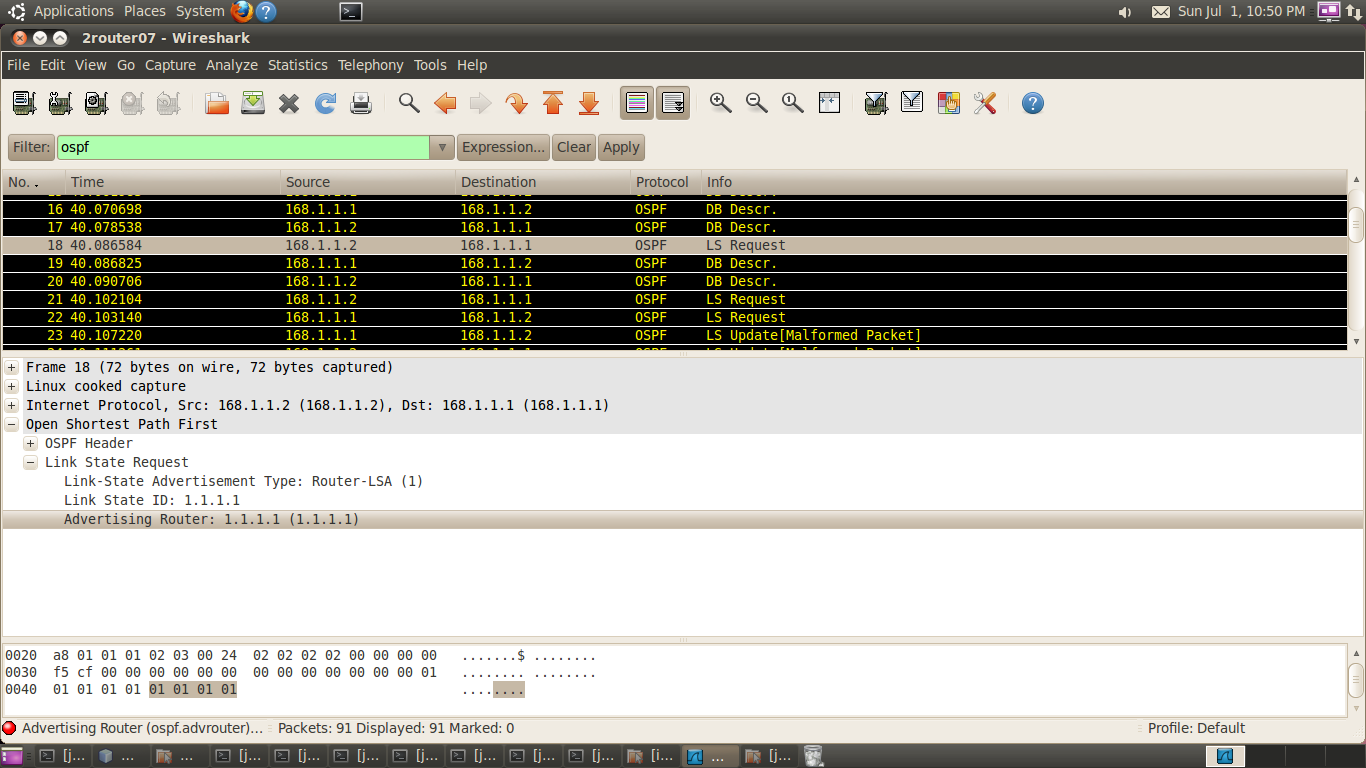 Applications Places System Sun Jul 1, 10:50 PM
2router07 - Wireshark
File Edit View Go Capture Analyze Statistics Telephony Tools Help
Filter: ospf Expression... Clear Apply
No. Time Source Destination Protocol Info
16 40.070698 168.1.1.1 168.1.1.2 OSPF DB Descr.
17 40.078538 168.1.1.2 168.1.1.1 OSPF DB Descr.
18 40.086584 168.1.1.2 168.1.1.1 OSPF LS Request
19 40.086825 168.1.1.1 168.1.1.2 OSPF DB Descr.
20 40.090706 168.1.1.2 168.1.1.1 OSPF DB Descr.
21 40.102104 168.1.1.2 168.1.1.1 OSPF LS Request
22 40.103140 168.1.1.1 168.1.1.2 OSPF LS Request
23 40.107220 168.1.1.1 168.1.1.2 OSPF LS Update[Malformed Packet]
Frame 18 (72 bytes on wire, 72 bytes captured)
Linux cooked capture
Internet Protocol, Src: 168.1.1.2 (168.1.1.2), Dst: 168.1.1.1 (168.1.1.1)
Open Shortest Path First
OSPF Header
Link State Request
Link-State Advertisement Type: Router-LSA (1)
Link State ID: 1.1.1.1
Advertising Router: 1.1.1.1 (1.1.1.1)
0020 a8 01 01 01 02 03 00 24 02 02 02 02 00 00 00 00 .......$ ........
0030 f5 cf 00 00 00 00 00 00 00 00 00 00 00 00 00 01 ........ ........
0040 01 01 01 01 01 01 01 01 ........
Advertising Router (ospf.advrouter)... Packets: 91 Displayed: 91 Marked: 0 Profile: Default
[j... ... ... [j... [j... [j... [j... [j... [j... [j... [i... ... [j...